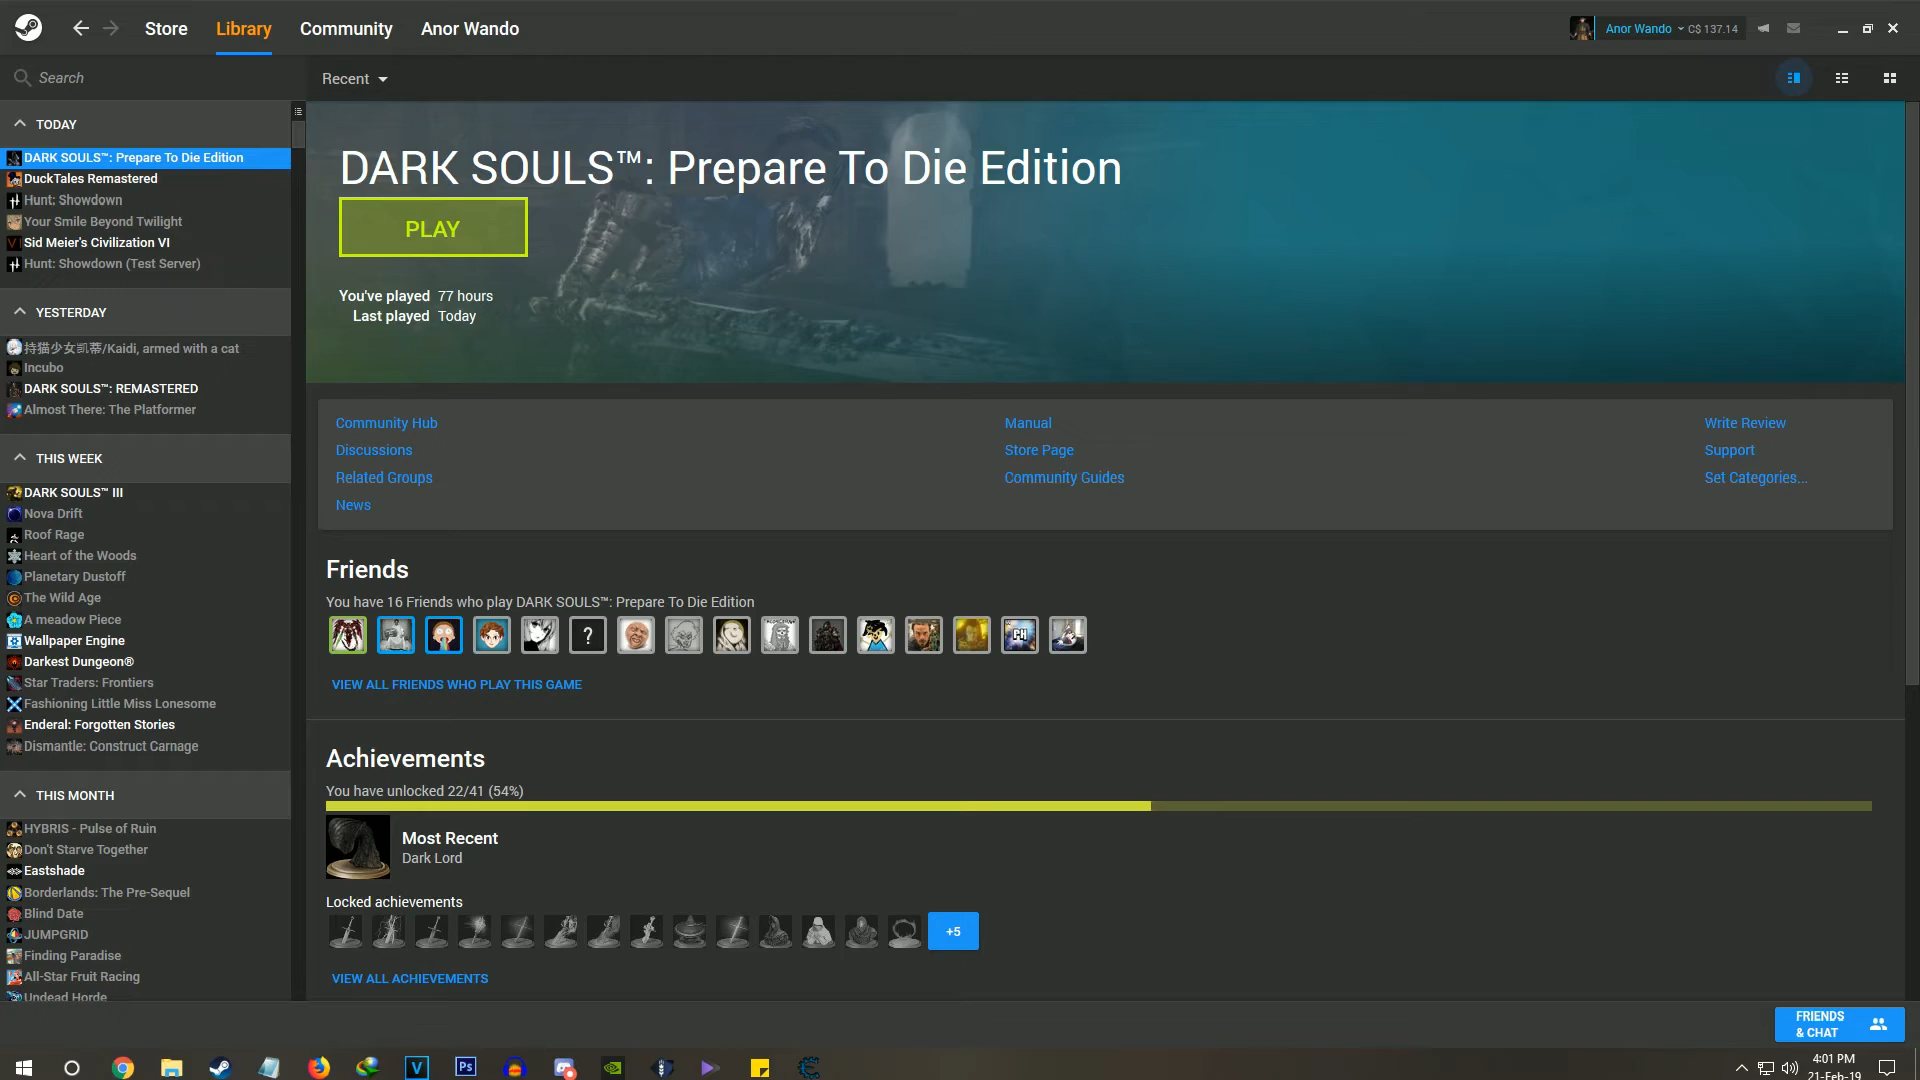 Store
Library
Community
Anor Wando
Anor Wando
C$ 137.14
Search
Recent
TODAY
DARK SOULS™: Prepare To Die Edition
DuckTales Remastered
Hunt: Showdown
Your Smile Beyond Twilight
Sid Meier's Civilization VI
Hunt: Showdown (Test Server)
YESTERDAY
持猫少女凯蒂/Kaidi, armed with a cat
Incubo
DARK SOULS™: REMASTERED
Almost There: The Platformer
THIS WEEK
DARK SOULS™ III
Nova Drift
Roof Rage
Heart of the Woods
Planetary Dustoff
The Wild Age
A meadow Piece
Wallpaper Engine
Darkest Dungeon®
Star Traders: Frontiers
Fashioning Little Miss Lonesome
Enderal: Forgotten Stories
Dismantle: Construct Carnage
THIS MONTH
HYBRIS - Pulse of Ruin
Don't Starve Together
Eastshade
Borderlands: The Pre-Sequel
Blind Date
JUMPGRID
Finding Paradise
All-Star Fruit Racing
Undead Horde
DARK SOULS™: Prepare To Die Edition
PLAY
You've played 77 hours
Last played Today
Community Hub
Discussions
Related Groups
News
Manual
Store Page
Community Guides
Write Review
Support
Set Categories...
Friends
You have 16 Friends who play DARK SOULS™: Prepare To Die Edition
?
VIEW ALL FRIENDS WHO PLAY THIS GAME
Achievements
You have unlocked 22/41 (54%)
Most Recent
Dark Lord
Locked achievements
+5
VIEW ALL ACHIEVEMENTS
FRIENDS
& CHAT
V
Ps
4:01 PM
21-Feb-19